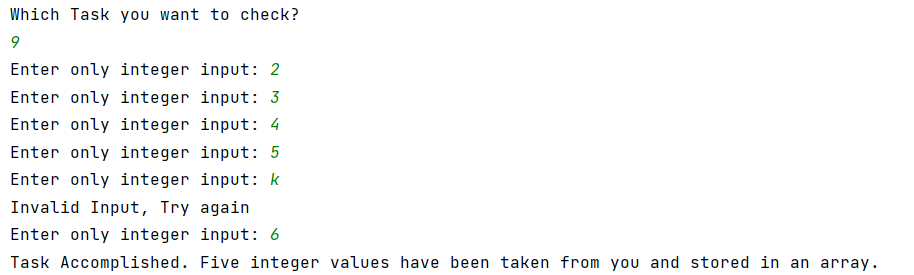 Which Task you want to check?
9
Enter only integer input: 2
Enter only integer input: 3
Enter only integer input: 4
Enter only integer input: 5
Enter only integer input: k
Invalid Input, Try again
Enter only integer input: 6
Task Accomplished. Five integer values have been taken from you and stored in an array.